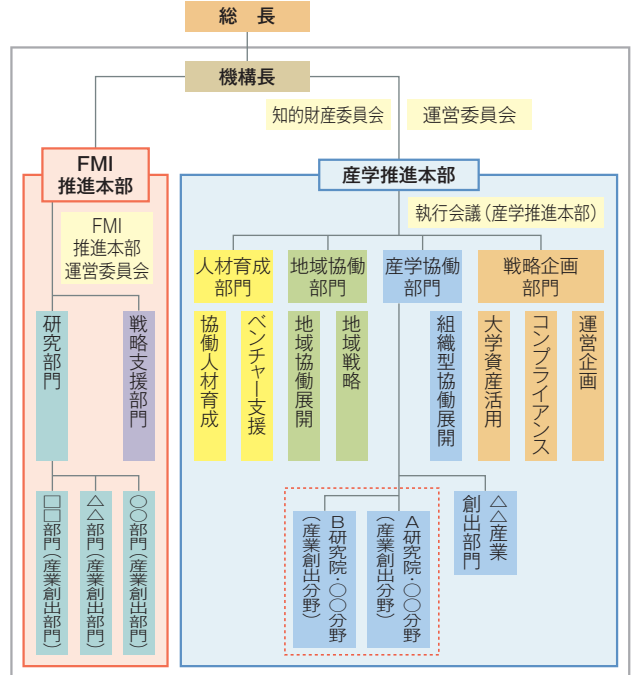 総 長
機構長
知的財産委員会
運営委員会
FMI
推進本部
産学推進本部
執行会議（産学推進本部）
FMI
推進本部
運営委員会
人材育成
部門
地域協働
部門
産学協働
部門
戦略企画
部門
研究部門
戦略支援部門
協働人材育成
ベンチャー支援
地域協働展開
地域戦略
組織型協働展開
大学資産活用
コンプライアンス
運営企画
□□部門（産業創出部門）
△△部門（産業創出部門）
○○部門（産業創出部門）
B研究院・○○分野
（産業創出分野）
A研究院・○○分野
（産業創出分野）
△△産業
創出部門